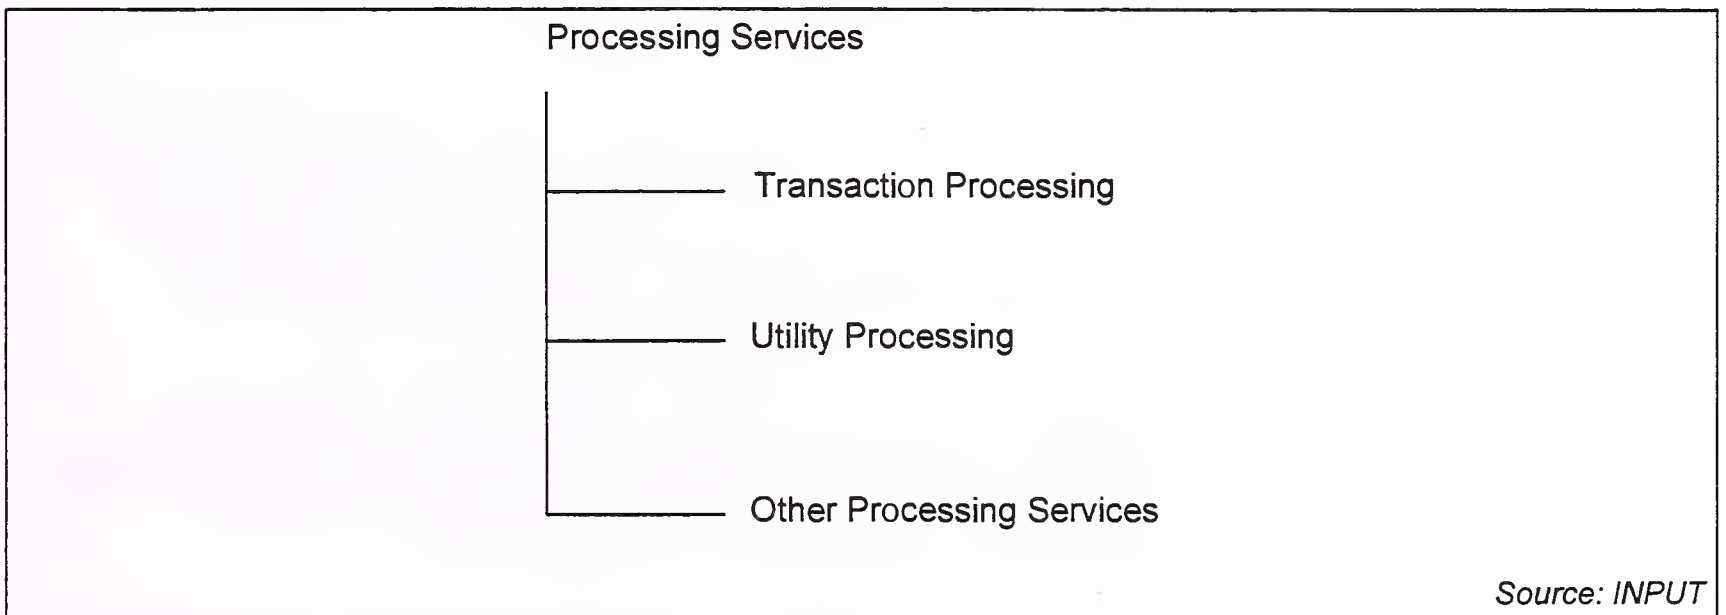 Processing Services
Transaction Processing
Utility Processing
Other Processing Services
Source: INPUT